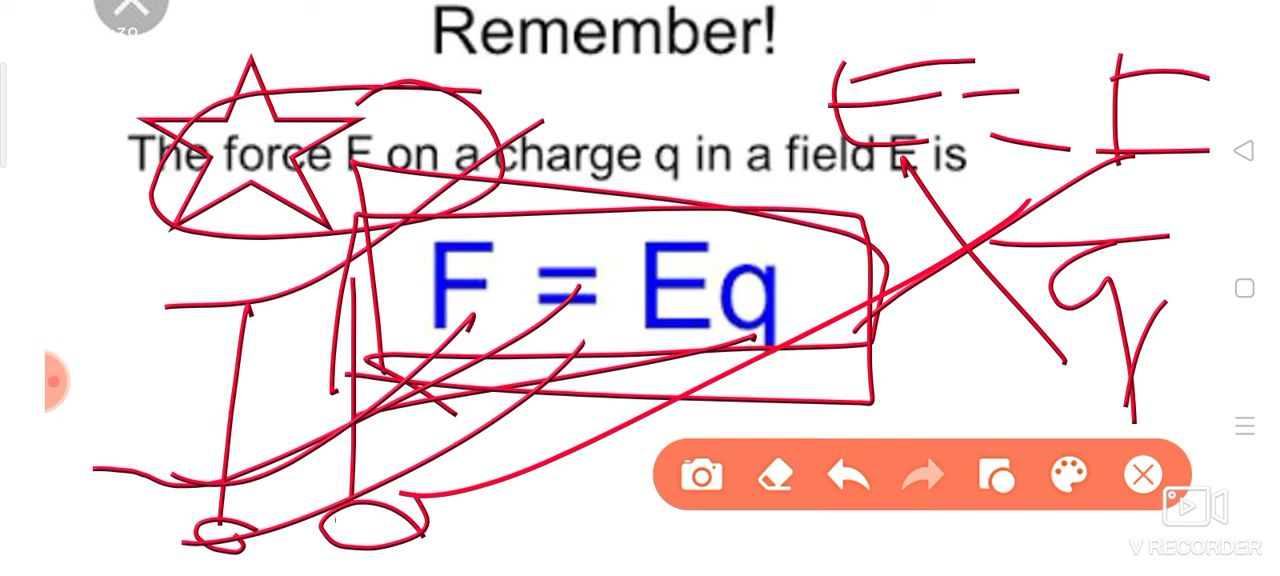 Remember!
The force F on a charge q in a field E is
F = Eq
E = F
q
V RECORDER